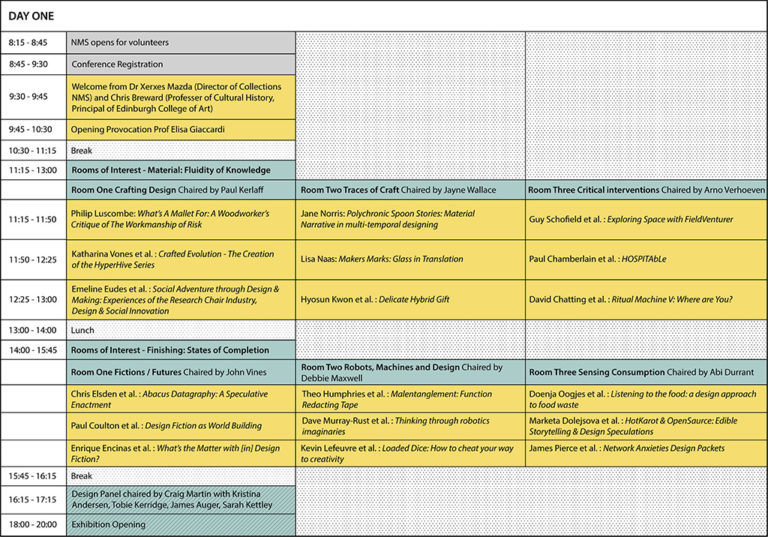 DAY ONE
8:15 - 8:45
NMS opens for volunteers
8:45 - 9:30
Conference Registration
9:30 - 9:45
Welcome from Dr Xerxes Mazda (Director of Collections
NMS) and Chris Breward (Professor of Cultural History,
Principal of Edinburgh College of Art)
9:45 - 10:30
Opening Provocation Prof Elisa Giaccardi
10:30 - 11:15
Break
11:15 - 13:00
Rooms of Interest - Material: Fluidity of Knowledge
Room One Crafting Design Chaired by Paul Kerlaff
Room Two Traces of Craft Chaired by Jayne Wallace
Room Three Critical interventions Chaired by Arno Verhoeven
11:15 - 11:50
Philip Luscombe: What's A Mallet For: A Woodworker's
Critique of The Workmanship of Risk
Jane Norris: Polychronic Spoon Stories: Material
Narrative in multi-temporal designing
Guy Schofield et al. : Exploring Space with FieldVenturer
11:50 - 12:25
Katharina Vones et al. : Crafted Evolution - The Creation
of the HyperHive Series
Lisa Naas: Makers Marks: Glass in Translation
Paul Chamberlain et al. : HOSPITAbLe
12:25 - 13:00
Emeline Eudes et al. : Social Adventure through Design &
Making: Experiences of the Research Chair Industry,
Design & Social Innovation
Hyosun Kwon et al. : Delicate Hybrid Gift
David Chatting et al. : Ritual Machine V: Where are You?
13:00 - 14:00
Lunch
14:00 - 15:45
Rooms of Interest - Finishing: States of Completion
Room One Fictions / Futures Chaired by John Vines
Room Two Robots, Machines and Design Chaired by
Debbie Maxwell
Room Three Sensing Consumption Chaired by Abi Durrant
Chris Elsden et al. : Abacus Datagraphy: A Speculative
Enactment
Theo Humphries et al. : Malentanglement: Function
Redacting Tape
Doenja Oogjes et al. : Listening to the food: a design approach
to food waste
Paul Coulton et al. : Design Fiction as World Building
Dave Murray-Rust et al. : Thinking through robotics
imaginaries
Marketa Dolejsova et al. : HotKarot & OpenSaurce: Edible
Storytelling & Design Speculations
Enrique Encinas et al. : What's the Matter with [in] Design
Fiction?
Kevin Lefeuvre et al. : Loaded Dice: How to cheat your way
to creativity
James Pierce et al. : Network Anxieties Design Packets
15:45 - 16:15
Break
16:15 - 17:15
Design Panel chaired by Craig Martin with Kristina
Andersen, Tobie Kerridge, James Auger, Sarah Kettley
18:00 - 20:00
Exhibition Opening